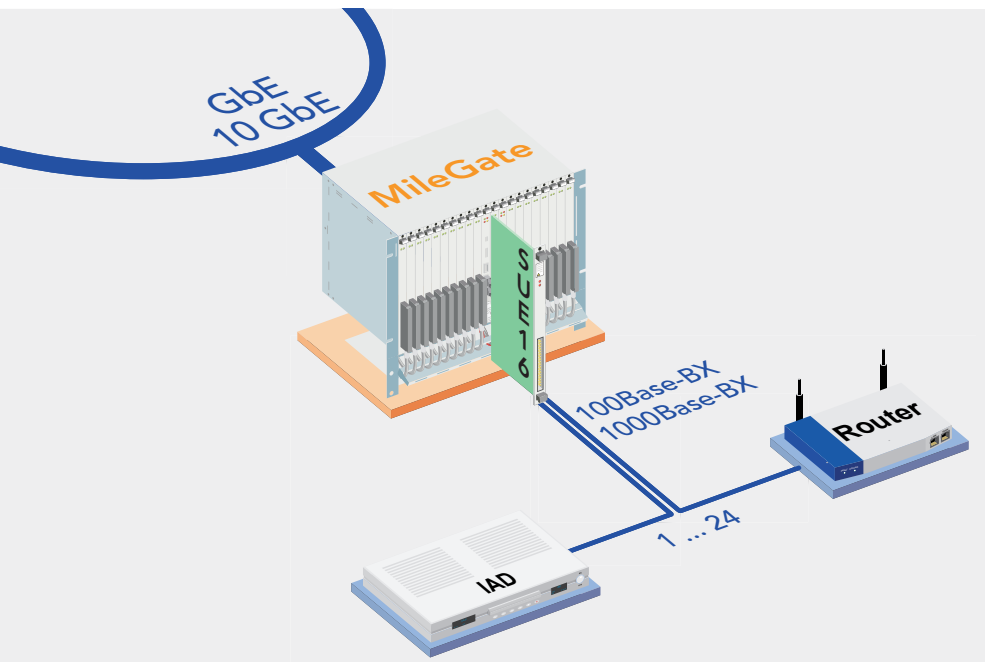 GbE
10 GbE
MileGate
SUE16
100Base-BX
1000Base-BX
Router
1 ... 24
IAD